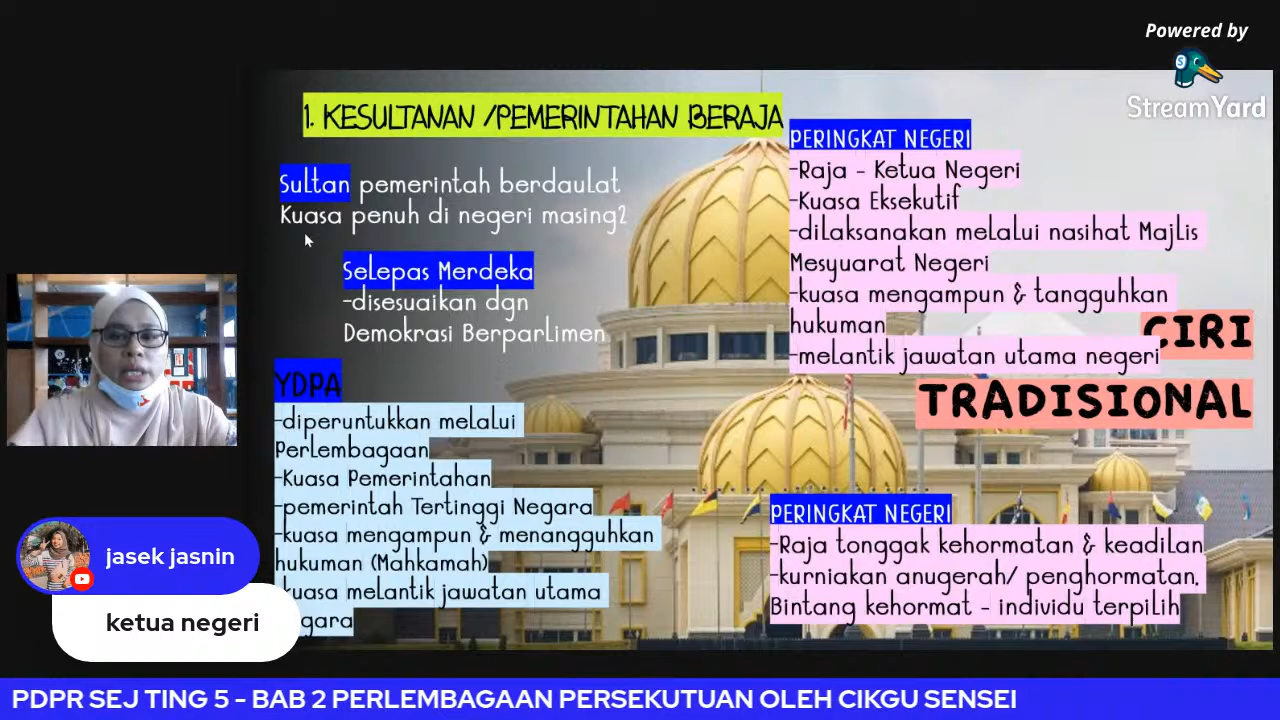 Powered by
StreamYard
1. KESULTANAN /PEMERINTAHAN BERAJA
Sultan pemerintah berdaulat
Kuasa penuh di negeri masing2
Selepas Merdeka
-disesuaikan dgn
Demokrasi Berparlimen
YDPA
-diperuntukkan melalui
Perlembagaan
-Kuasa Pemerintahan
-pemerintah Tertinggi Negara
-kuasa mengampun & menangguhkan
hukuman (Mahkamah)
kuasa melantik jawatan utama
gara
PERINGKAT NEGERI
-Raja - Ketua Negeri
-Kuasa Eksekutif
-dilaksanakan melalui nasihat Majlis
Mesyuarat Negeri
-kuasa mengampun & tangguhkan
hukuman
-melantik jawatan utama negeri
CIRI
TRADISIONAL
PERINGKAT NEGERI
-Raja tonggak kehormatan & keadilan
-kurniakan anugerah/ penghormatan.
Bintang kehormat - individu terpilih
jasek jasnin
ketua negeri
PDPR SEJ TING 5 - BAB 2 PERLEMBAGAAN PERSEKUTUAN OLEH CIKGU SENSEI